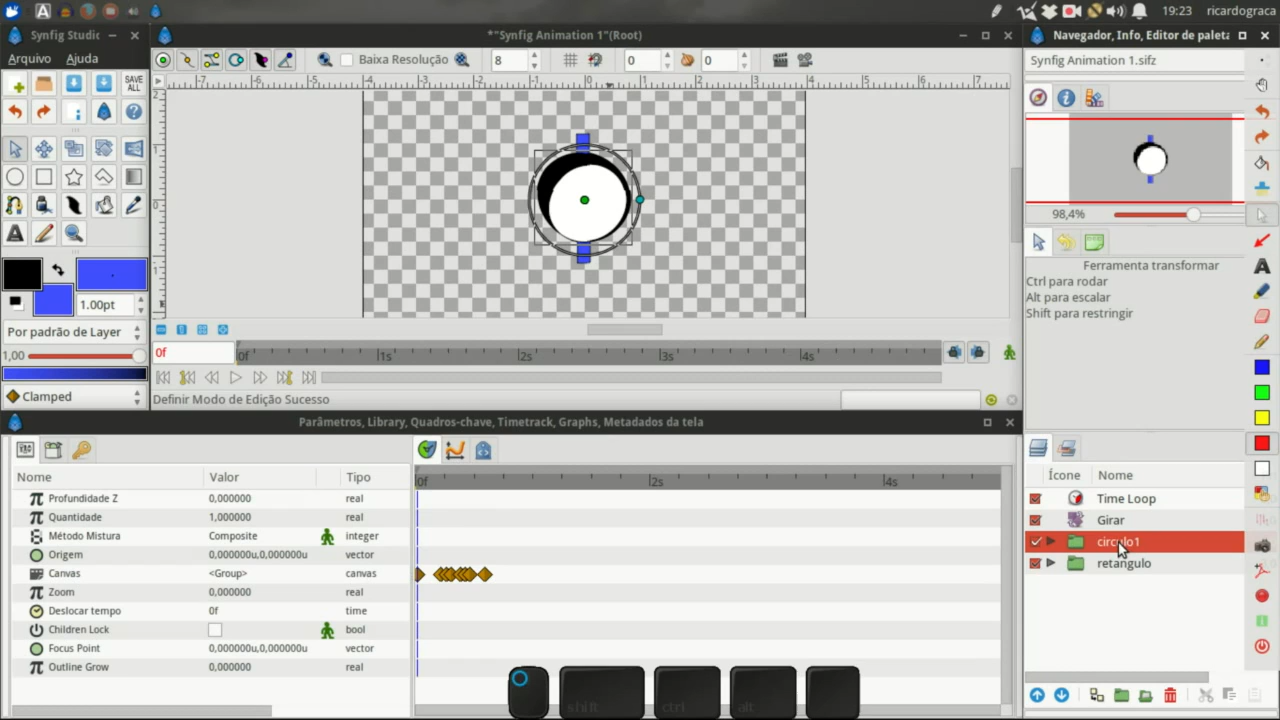 19:23 ricardograca
Synfig Studio
*"Synfig Animation 1"(Root)
Navegador, Info, Editor de paleta
Arquivo Ajuda
Baixa Resolução 8 0 0
Synfig Animation 1.sifz
SAVE ALL
98,4%
Ferramenta transformar
Ctrl para rodar
Alt para escalar
Shift para restringir
1.00pt
Por padrão de Layer
1,00
Clamped
0f 0f 1s 2s 3s 4s
Definir Modo de Edição Sucesso
Parâmetros, Library, Quadros-chave, Timetrack, Graphs, Metadados da tela
Nome Valor Tipo 0f 2s 4s
Profundidade Z 0,000000 real
Quantidade 1,000000 real
Método Mistura Composite integer
Origem 0,000000u,0,000000u vector
Canvas <Group> canvas
Zoom 0,000000 real
Deslocar tempo 0f time
Children Lock bool
Focus Point 0,000000u,0,000000u vector
Outline Grow 0,000000 real
Ícone Nome
Time Loop
Girar
circulo1
retangulo
shift ctrl alt